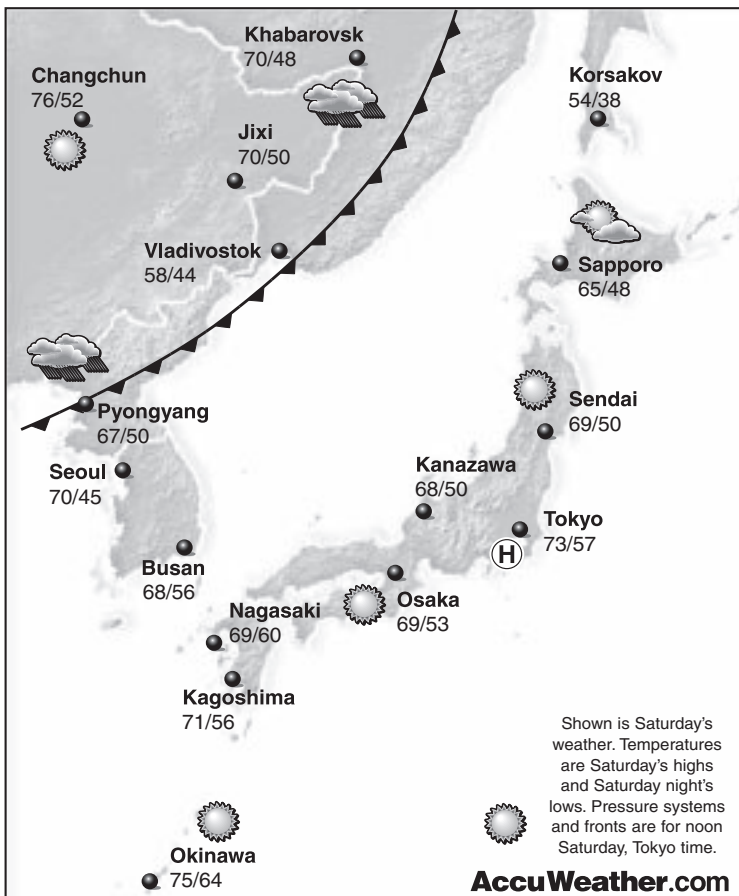 Khabarovsk
70/48
Changchun
76/52
Korsakov
54/38
Jixi
70/50
Vladivostok
58/44
Sapporo
65/48
Pyongyang
67/50
Sendai
69/50
Seoul
70/45
Kanazawa
68/50
Tokyo
73/57
H
Busan
68/56
Osaka
69/53
Nagasaki
69/60
Kagoshima
71/56
Shown is Saturday's
weather. Temperatures
are Saturday's highs
and Saturday night's
lows. Pressure systems
and fronts are for noon
Saturday, Tokyo time.
Okinawa
75/64
AccuWeather.com